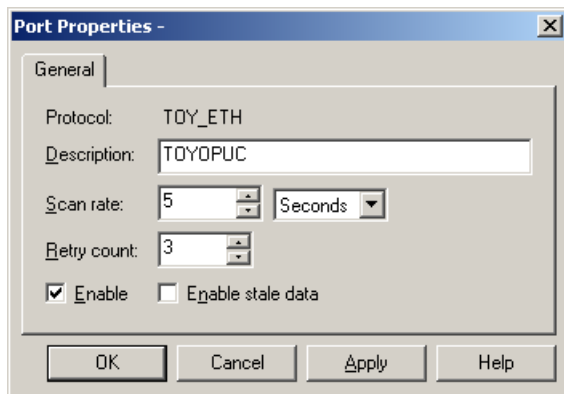 Port Properties -
General
Protocol: TOY_ETH
Description: TOYOPUC
Scan rate: 5 Seconds
Retry count: 3
Enable Enable stale data
OK Cancel Apply Help